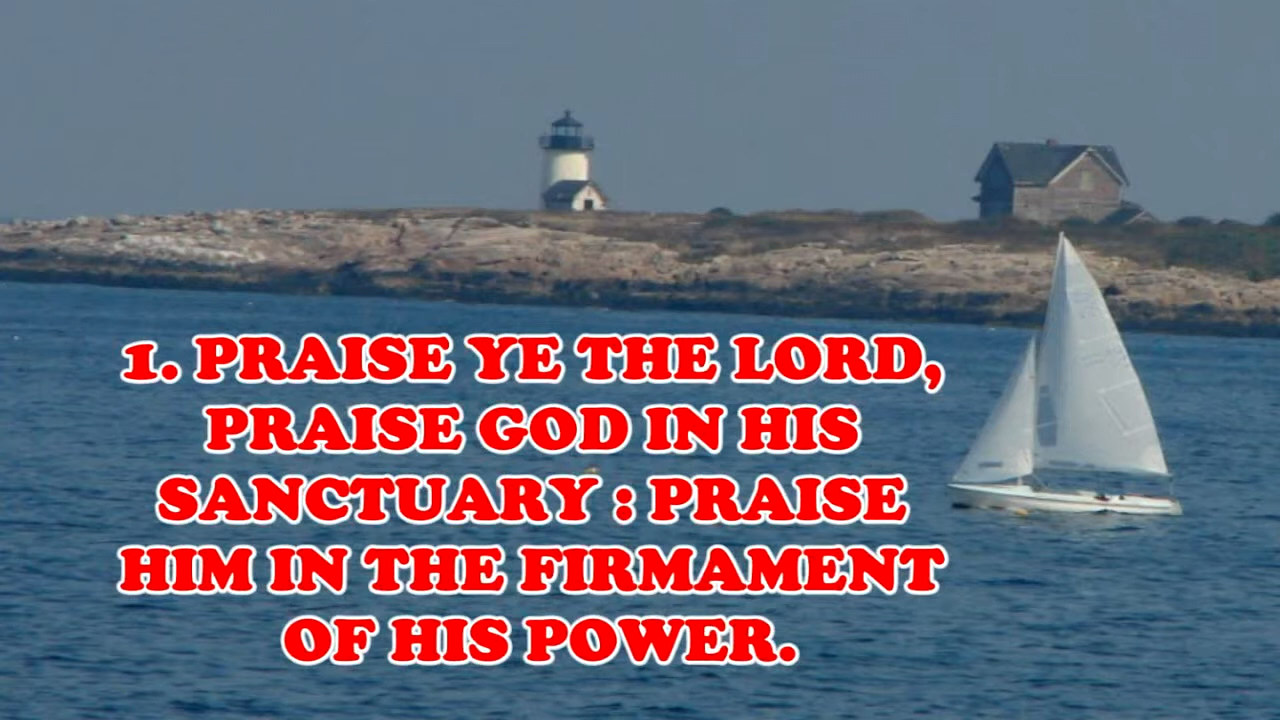 1. PRAISE YE THE LORD,
PRAISE GOD IN HIS
SANCTUARY : PRAISE
HIM IN THE FIRMAMENT
OF HIS POWER.